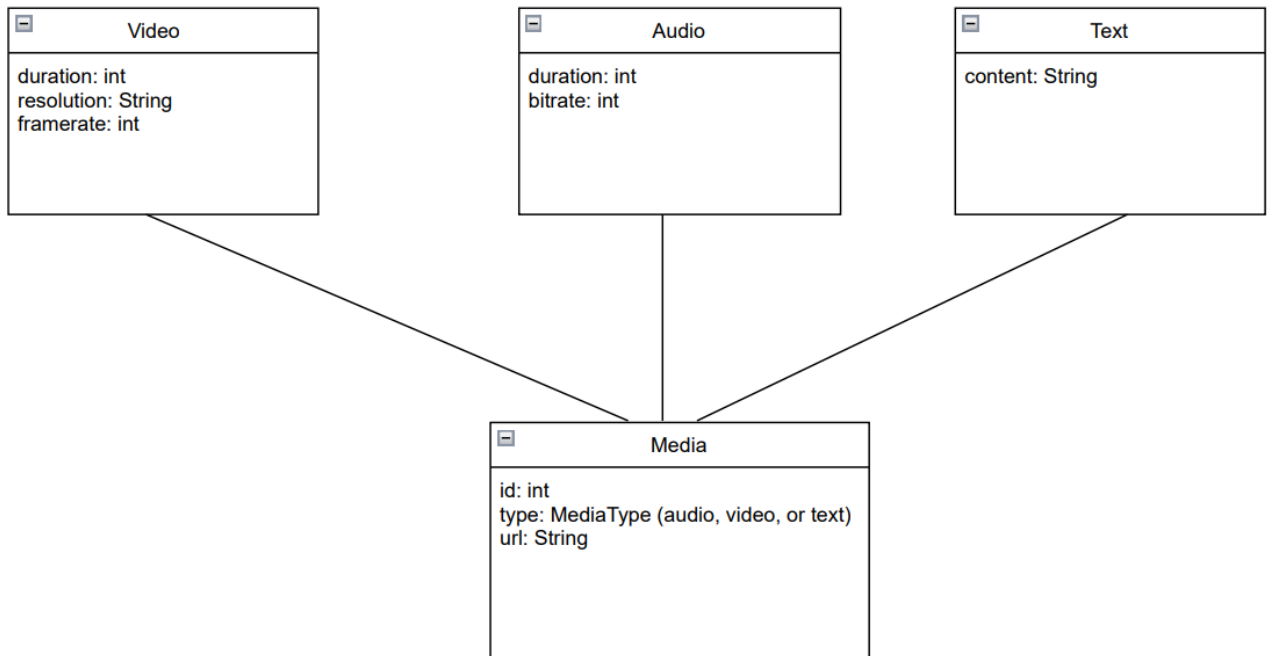 Video
duration: int
resolution: String
framerate: int
Audio
duration: int
bitrate: int
Text
content: String
Media
id: int
type: MediaType (audio, video, or text)
url: String